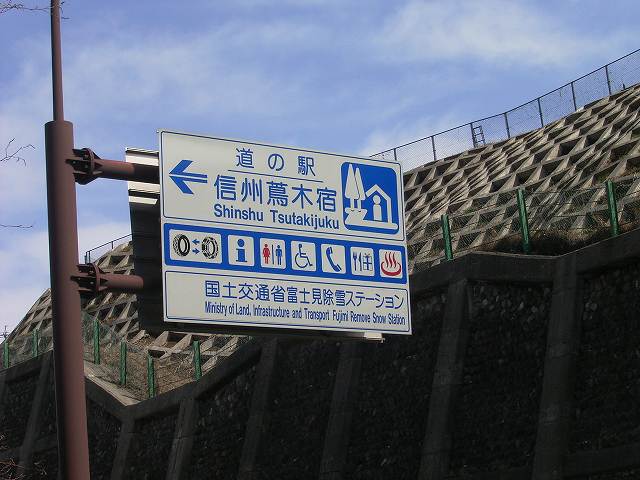 道の駅
信州蔦木宿
Shinshu Tsutakijuku
国土交通省富士見除雪ステーション
Ministry of Land, Infrastructure and Transport Fujimi Remove Snow Station